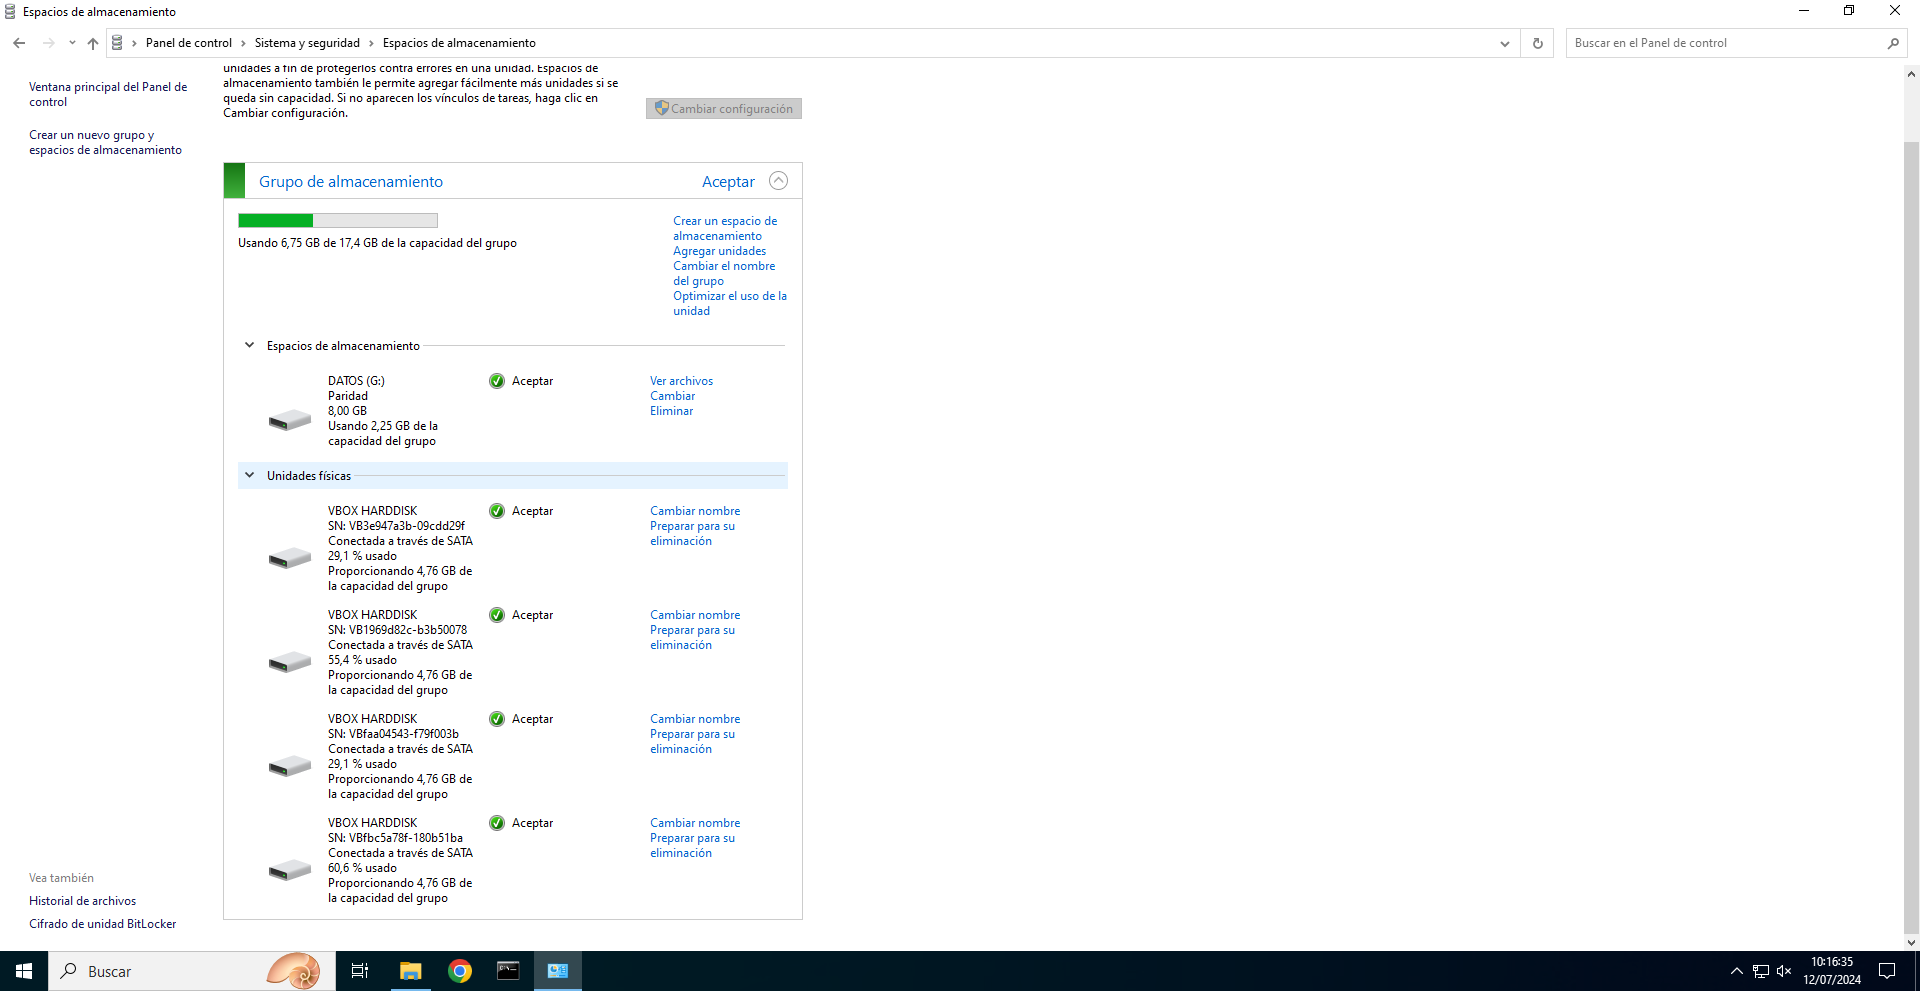 Espacios de almacenamiento
Panel de control
Sistema y seguridad
Espacios de almacenamiento
Buscar en el Panel de control
Ventana principal del Panel de
control
Crear un nuevo grupo y
espacios de almacenamiento
unidades a fin de protegerlos contra errores en una unidad. Espacios de
almacenamiento también le permite agregar fácilmente más unidades si se
queda sin capacidad. Si no aparecen los vínculos de tareas, haga clic en
Cambiar configuración.
Cambiar configuración
Grupo de almacenamiento
Aceptar
Usando 6,75 GB de 17,4 GB de la capacidad del grupo
Crear un espacio de
almacenamiento
Agregar unidades
Cambiar el nombre
del grupo
Optimizar el uso de la
unidad
Espacios de almacenamiento
DATOS (G:)
Paridad
8,00 GB
Usando 2,25 GB de la
capacidad del grupo
Aceptar
Ver archivos
Cambiar
Eliminar
Unidades físicas
VBOX HARDDISK
SN: VB3e947a3b-09cdd29f
Conectada a través de SATA
29,1 % usado
Proporcionando 4,76 GB de
la capacidad del grupo
Aceptar
Cambiar nombre
Preparar para su
eliminación
VBOX HARDDISK
SN: VB1969d82c-b3b50078
Conectada a través de SATA
55,4 % usado
Proporcionando 4,76 GB de
la capacidad del grupo
Aceptar
Cambiar nombre
Preparar para su
eliminación
VBOX HARDDISK
SN: VBfaa04543-f79f003b
Conectada a través de SATA
29,1 % usado
Proporcionando 4,76 GB de
la capacidad del grupo
Aceptar
Cambiar nombre
Preparar para su
eliminación
VBOX HARDDISK
SN: VBfbc5a78f-180b51ba
Conectada a través de SATA
60,6 % usado
Proporcionando 4,76 GB de
la capacidad del grupo
Aceptar
Cambiar nombre
Preparar para su
eliminación
Vea también
Historial de archivos
Cifrado de unidad BitLocker
Buscar
10:16:35
12/07/2024